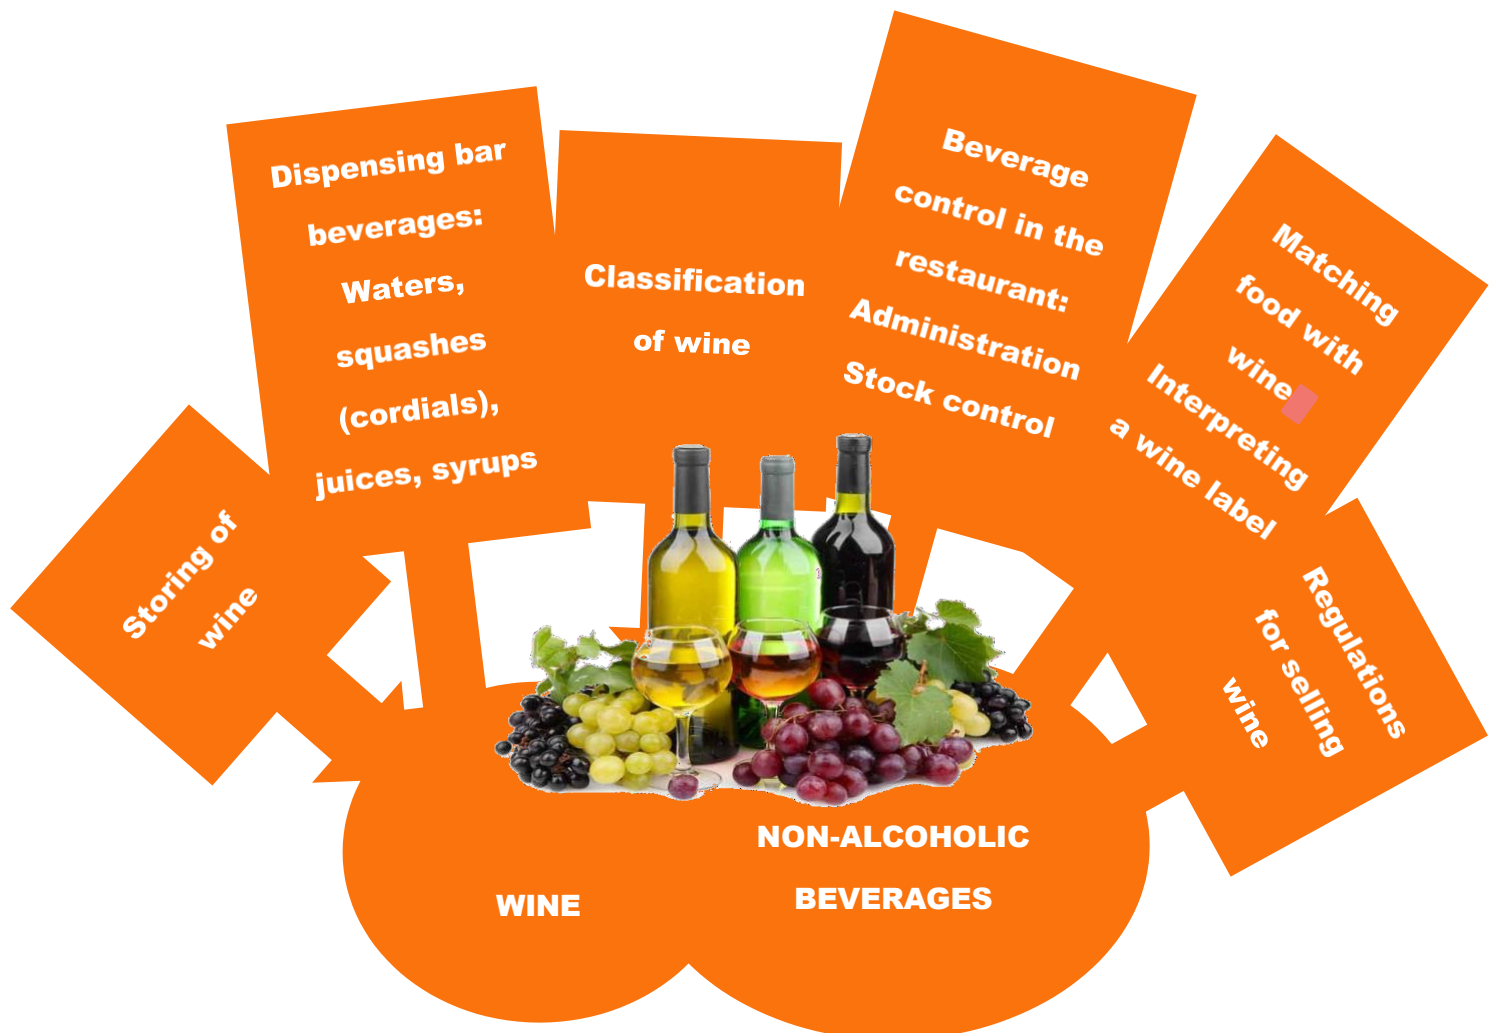 Dispensing bar
beverages:
Waters,
squashes
(cordials),
juices, syrups
Classification
of wine
Beverage
control in the
restaurant:
Administration
Stock control
Matching
food with
wine
Interpreting
a wine label
Storing of
wine
Regulations
for selling
wine
WINE
NON-ALCOHOLIC
BEVERAGES